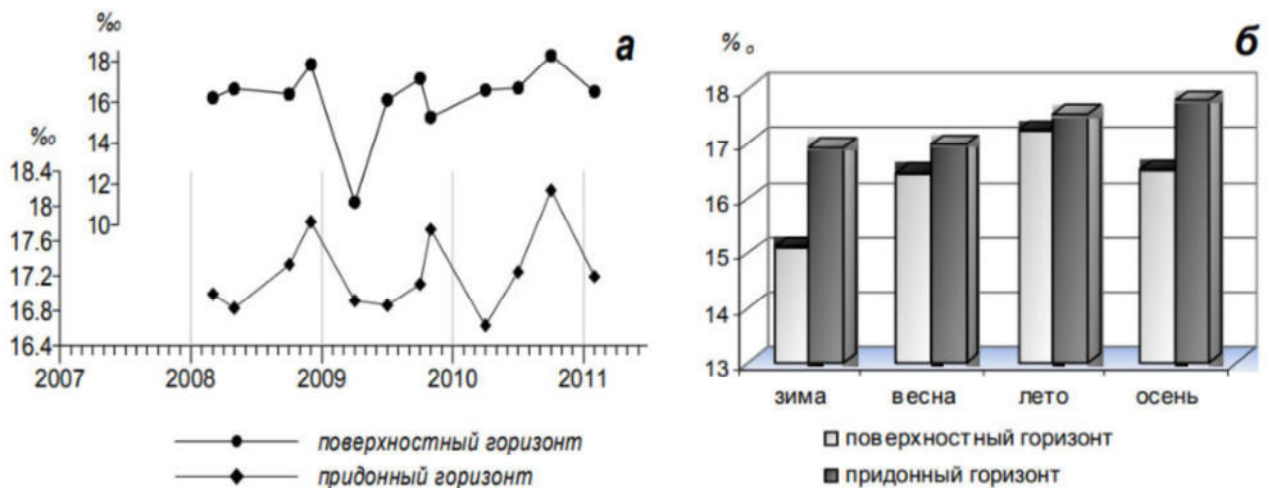 ‰
а
18
16
14
12
10
‰
18.4
18
17.6
17.2
16.8
16.4
2007 2008 2009 2010 2011
поверхностный горизонт
придонный горизонт
%о
б
18
17
16
15
14
13
зима весна лето осень
поверхностный горизонт
придонный горизонт